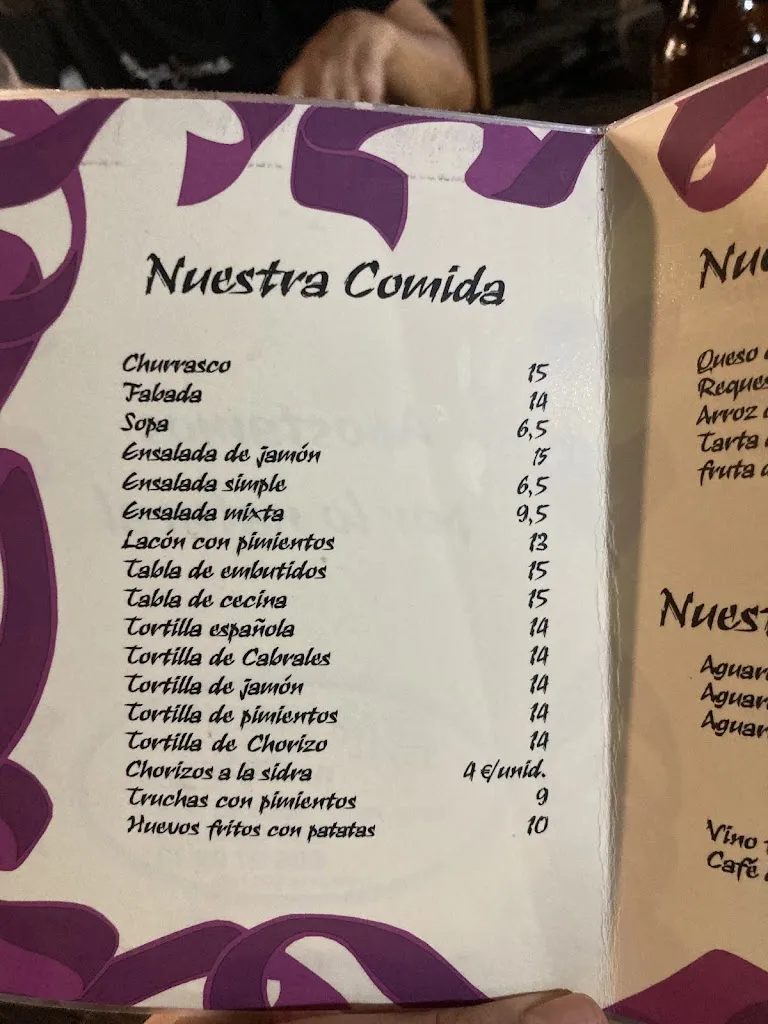 Nuestra Comida
Churrasco 15
Fabada 14
Sopa 6,5
Ensalada de jamón 15
Ensalada simple 6,5
Ensalada mixta 9,5
Lacón con pimientos 13
Tabla de embutidos 15
Tabla de cecina 15
Tortilla española 14
Tortilla de Cabrales 14
Tortilla de jamón 14
Tortilla de pimientos 14
Tortilla de Chorizo 14
Chorizos a la sidra 4 €/unid.
Truchas con pimientos 9
Huevos fritos con patatas 10
Queso
Arroz
Tarta
fruta
Vino
Café